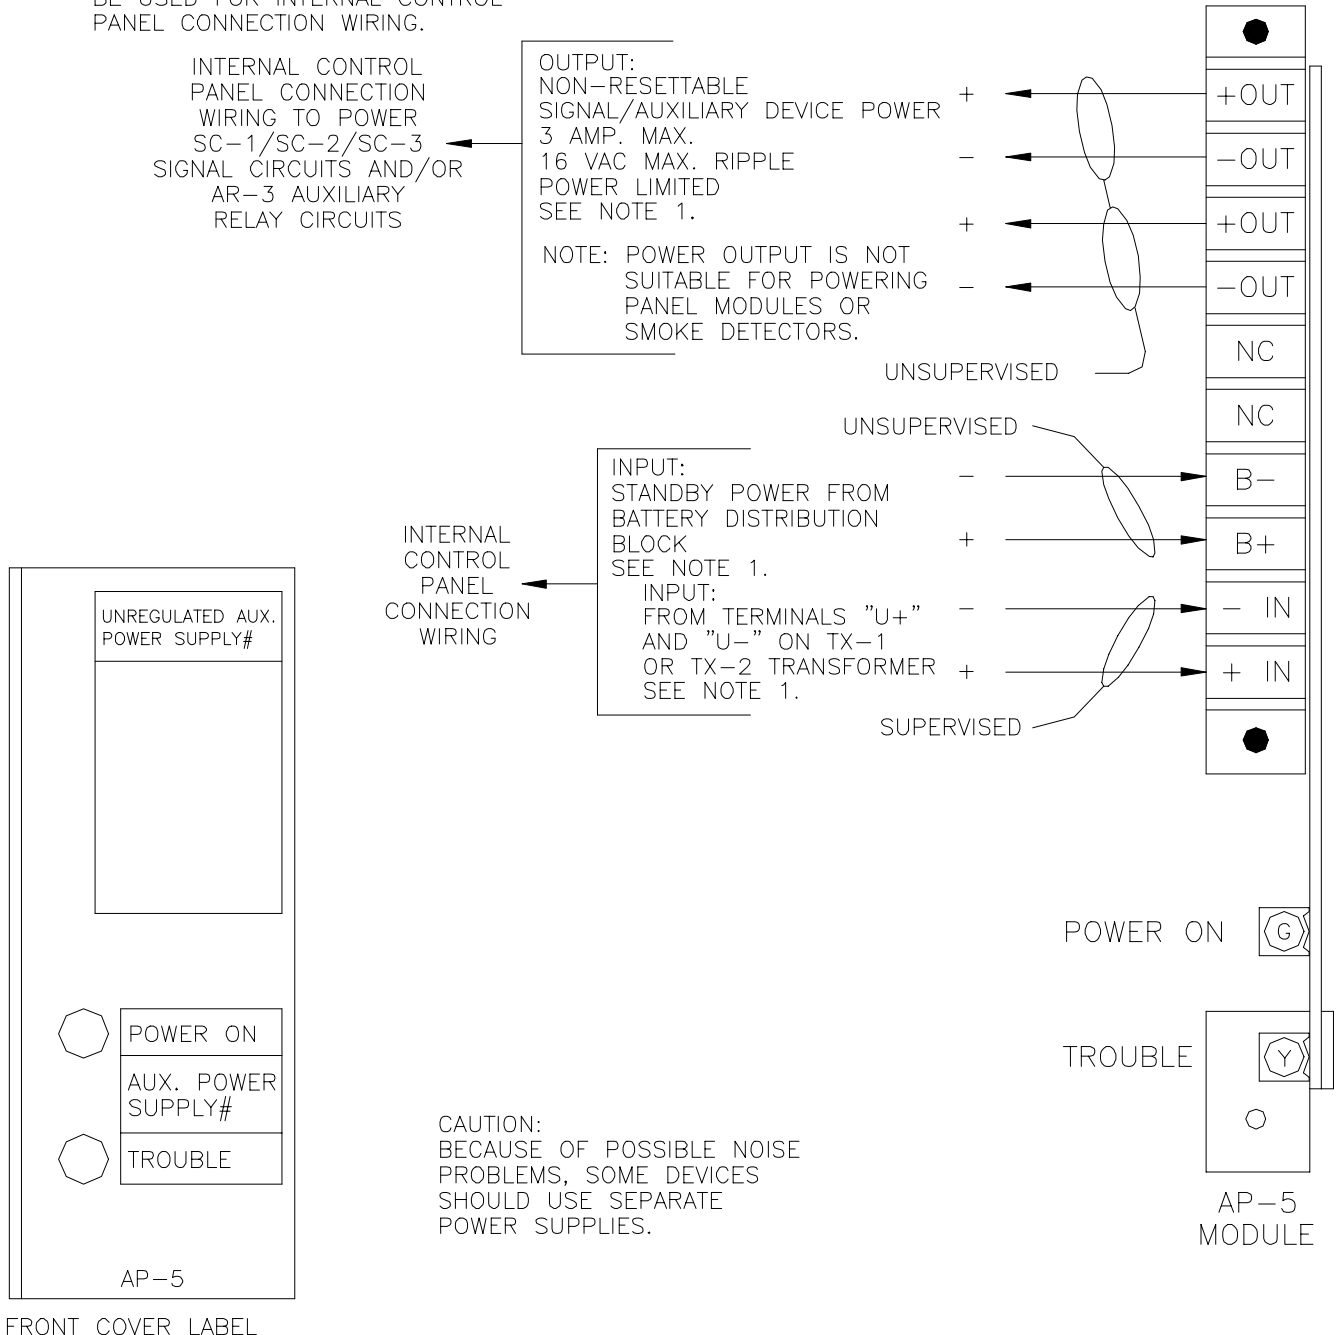 BE USED FOR INTERNAL CONTROL
PANEL CONNECTION WIRING.
INTERNAL CONTROL
PANEL CONNECTION
WIRING TO POWER
SC-1/SC-2/SC-3
SIGNAL CIRCUITS AND/OR
AR-3 AUXILIARY
RELAY CIRCUITS
OUTPUT:
NON-RESETTABLE
SIGNAL/AUXILIARY DEVICE POWER
3 AMP. MAX.
16 VAC MAX. RIPPLE
POWER LIMITED
SEE NOTE 1.
NOTE: POWER OUTPUT IS NOT
SUITABLE FOR POWERING
PANEL MODULES OR
SMOKE DETECTORS.
+
-
+
-
+OUT
-OUT
+OUT
-OUT
NC
NC
B-
B+
- IN
+ IN
UNSUPERVISED
UNSUPERVISED
INPUT:
STANDBY POWER FROM
BATTERY DISTRIBUTION
BLOCK
SEE NOTE 1.
INPUT:
FROM TERMINALS "U+"
AND "U-" ON TX-1
OR TX-2 TRANSFORMER
SEE NOTE 1.
-
+
-
+
SUPERVISED
INTERNAL
CONTROL
PANEL
CONNECTION
WIRING
UNREGULATED AUX.
POWER SUPPLY#
POWER ON
AUX. POWER
SUPPLY#
TROUBLE
AP-5
FRONT COVER LABEL
CAUTION:
BECAUSE OF POSSIBLE NOISE
PROBLEMS, SOME DEVICES
SHOULD USE SEPARATE
POWER SUPPLIES.
POWER ON
G
TROUBLE
Y
AP-5
MODULE